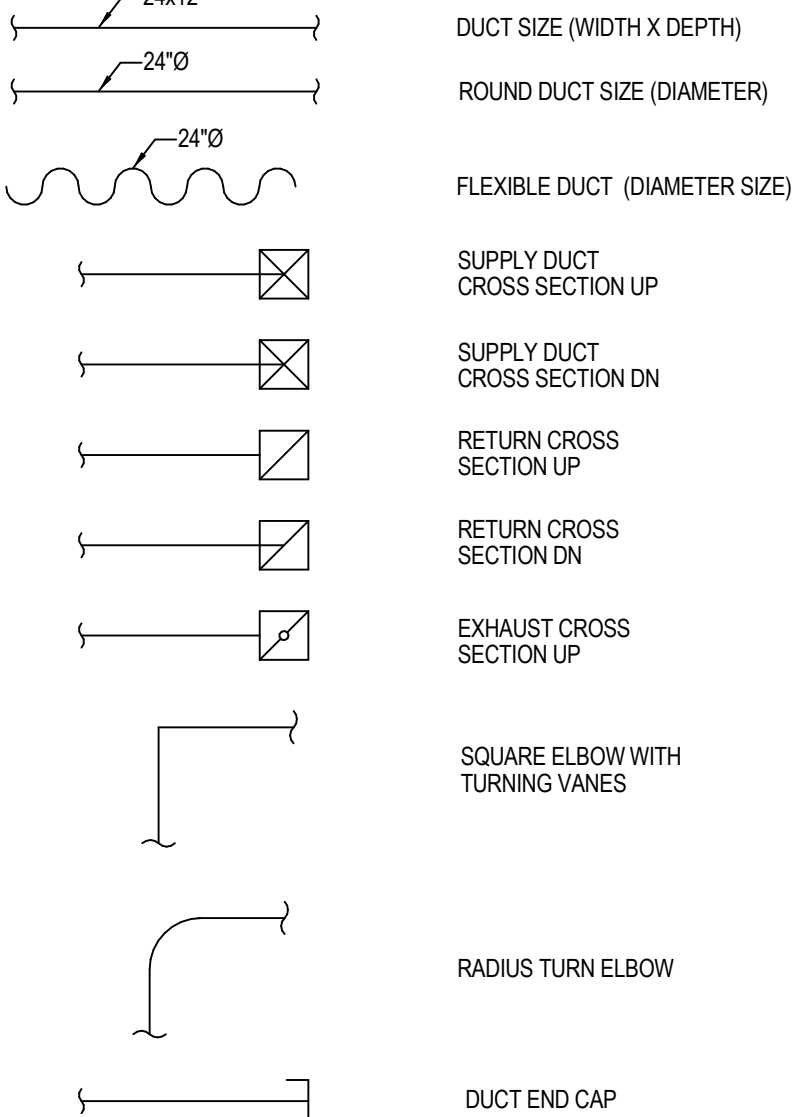 24x12
DUCT SIZE (WIDTH X DEPTH)
24"Ø
ROUND DUCT SIZE (DIAMETER)
24"Ø
FLEXIBLE DUCT (DIAMETER SIZE)
SUPPLY DUCT
CROSS SECTION UP
SUPPLY DUCT
CROSS SECTION DN
RETURN CROSS
SECTION UP
RETURN CROSS
SECTION DN
EXHAUST CROSS
SECTION UP
SQUARE ELBOW WITH
TURNING VANES
RADIUS TURN ELBOW
DUCT END CAP